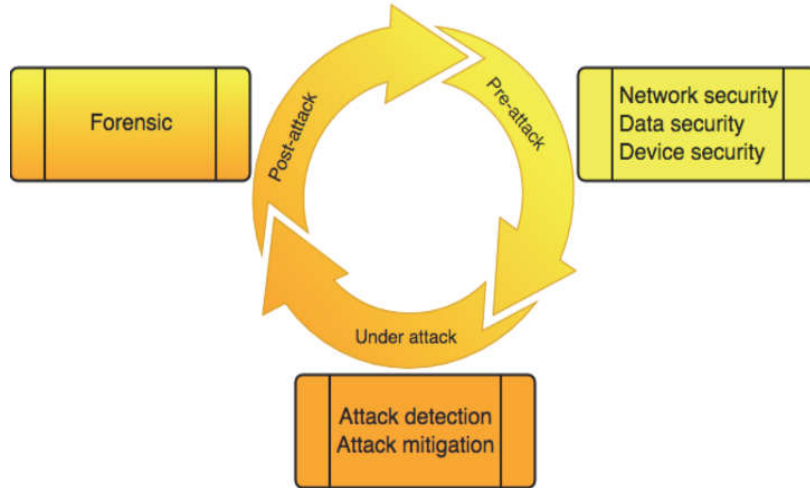 Forensic
Post-attack
Pre-attack
Network security
Data security
Device security
Under attack
Attack detection
Attack mitigation